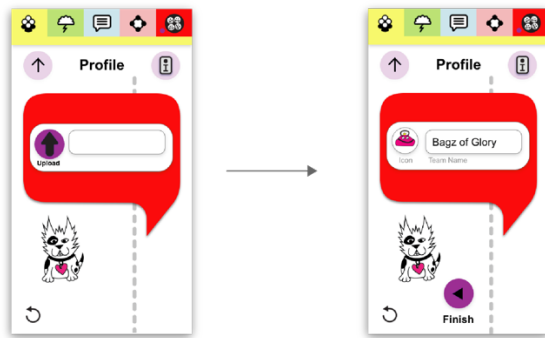 Profile
Upload
Profile
Bagz of Glory
Icon
Team Name
Finish